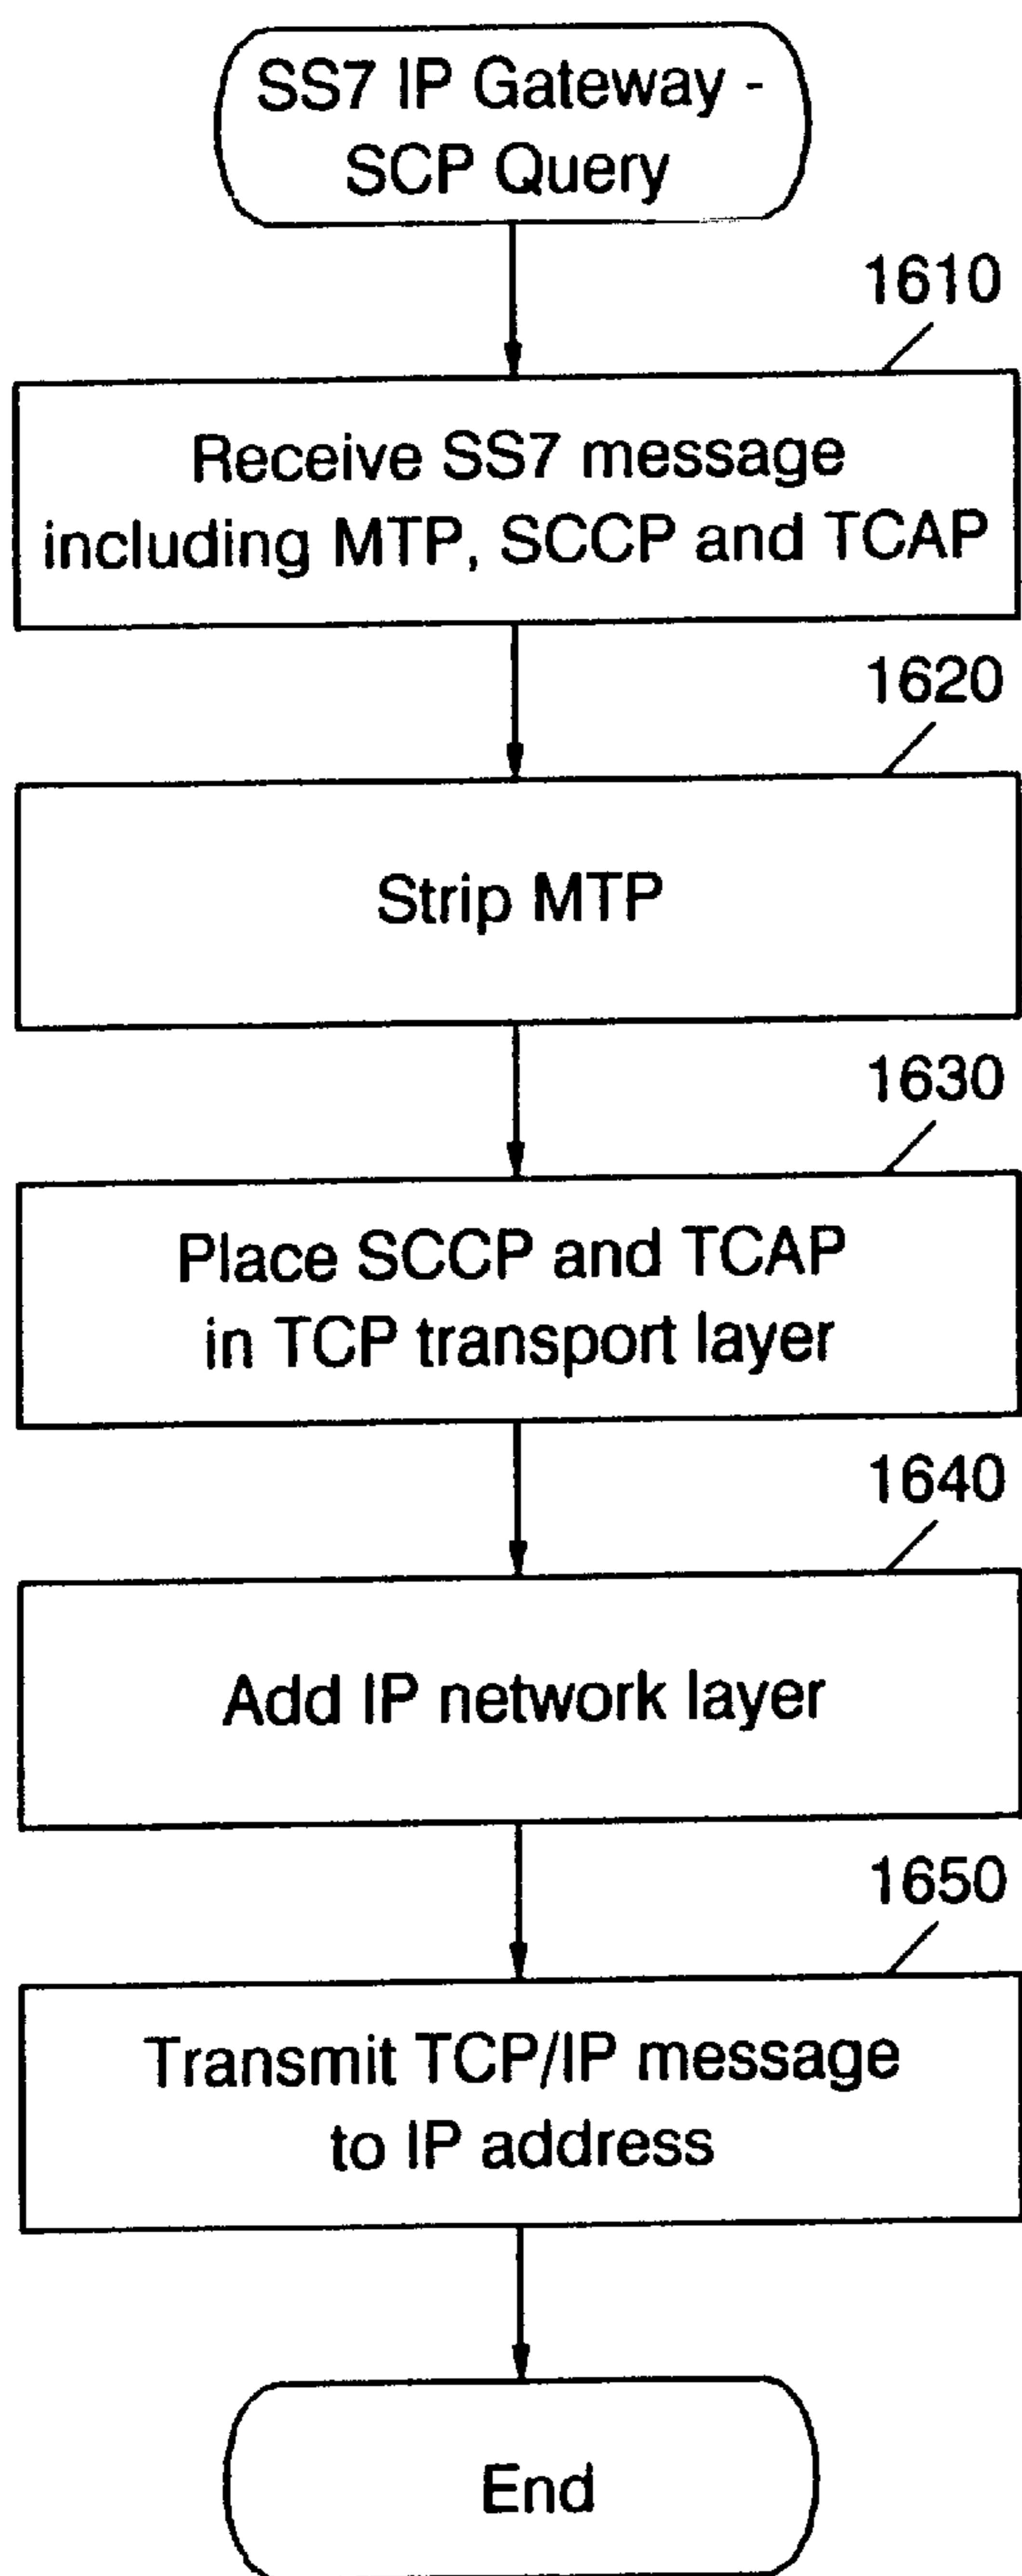 SS7 IP Gateway -
SCP Query
1610
Receive SS7 message
including MTP, SCCP and TCAP
1620
Strip MTP
1630
Place SCCP and TCAP
in TCP transport layer
1640
Add IP network layer
1650
Transmit TCP/IP message
to IP address
End